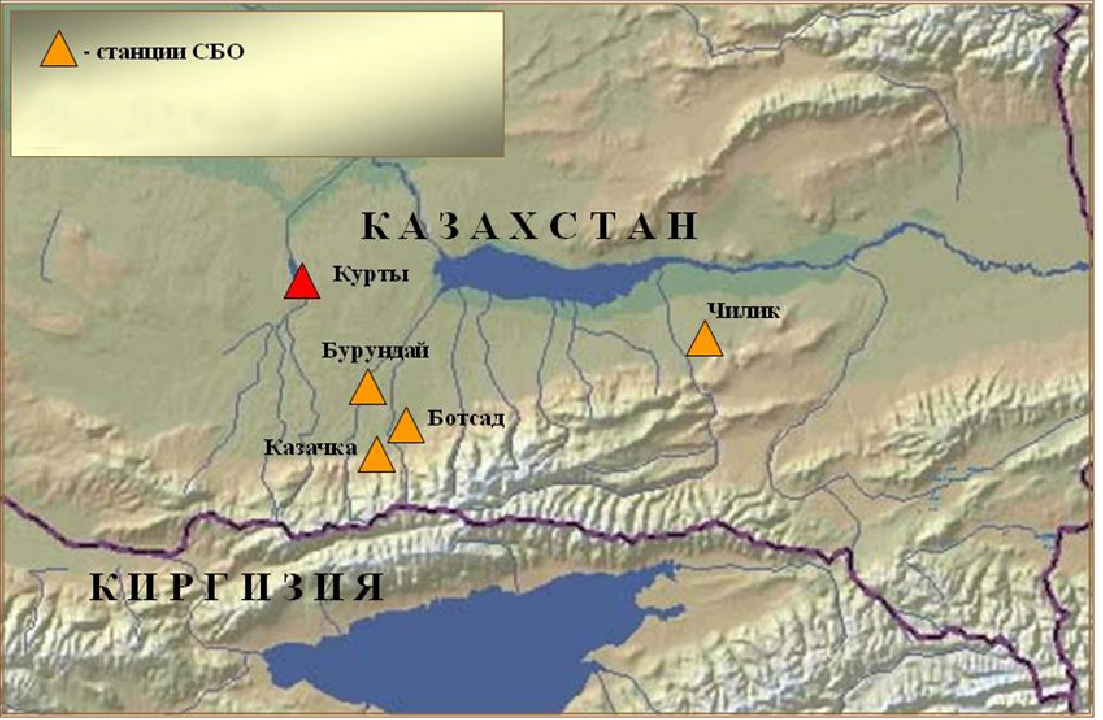 - станции СБО
КАЗАХСТАН
Курты
Чилик
Бурундай
Ботсад
Казачка
КИРГИЗИЯ